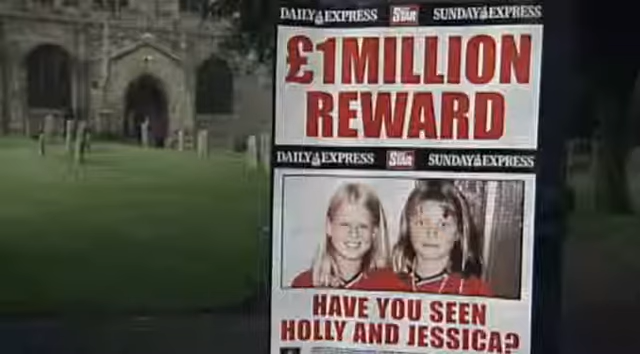 DAILY EXPRESS Star SUNDAY EXPRESS
£1MILLION
REWARD
DAILY EXPRESS Star SUNDAY EXPRESS
HAVE YOU SEEN
HOLLY AND JESSICA?